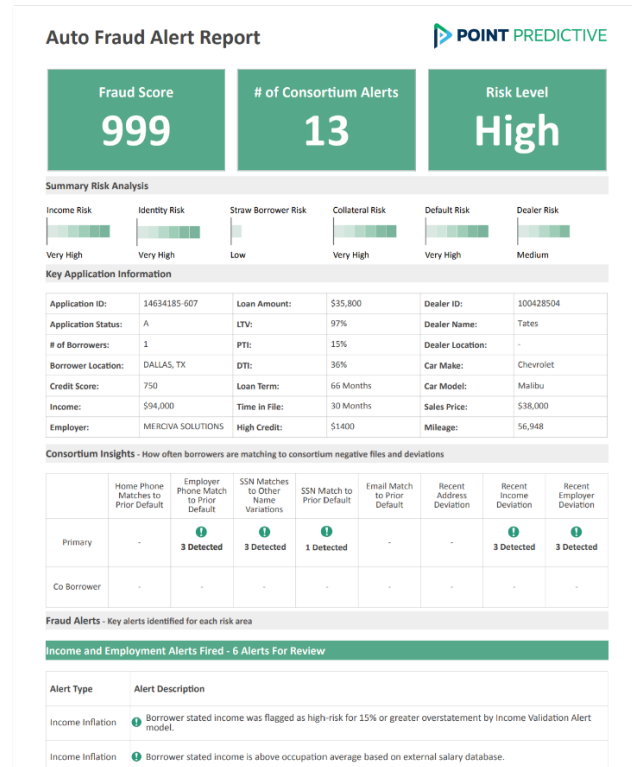 Auto Fraud Alert Report
POINT PREDICTIVE
Fraud Score
999
# of Consortium Alerts
13
Risk Level
High
Summary Risk Analysis
Income Risk
Very High
Identity Risk
Very High
Straw Borrower Risk
Low
Collateral Risk
Very High
Default Risk
Very High
Dealer Risk
Medium
Key Application Information
Application ID: 14634185-607 Loan Amount: $35,800 Dealer ID: 100428504
Application Status: A LTV: 97% Dealer Name: Tates
# of Borrowers: 1 PTI: 15% Dealer Location: -
Borrower Location: DALLAS, TX DTI: 36% Car Make: Chevrolet
Credit Score: 750 Loan Term: 66 Months Car Model: Malibu
Income: $94,000 Time in File: 30 Months Sales Price: $38,000
Employer: MERCIVA SOLUTIONS High Credit: $1400 Mileage: 56,948
Consortium Insights - How often borrowers are matching to consortium negative files and deviations
Home Phone
Matches to
Prior Default
Employer
Phone Match
to Prior
Default
SSN Matches
to Other
Name
Variations
SSN Match to
Prior Default
Email Match
to Prior
Default
Recent
Address
Deviation
Recent
Income
Deviation
Recent
Employer
Deviation
Primary - 3 Detected 3 Detected 1 Detected - - 3 Detected 3 Detected
Co Borrower - - - - - - - -
Fraud Alerts - Key alerts identified for each risk area
Income and Employment Alerts Fired - 6 Alerts For Review
Alert Type Alert Description
Income Inflation Borrower stated income was flagged as high-risk for 15% or greater overstatement by Income Validation Alert
model.
Income Inflation Borrower stated income is above occupation average based on external salary database.